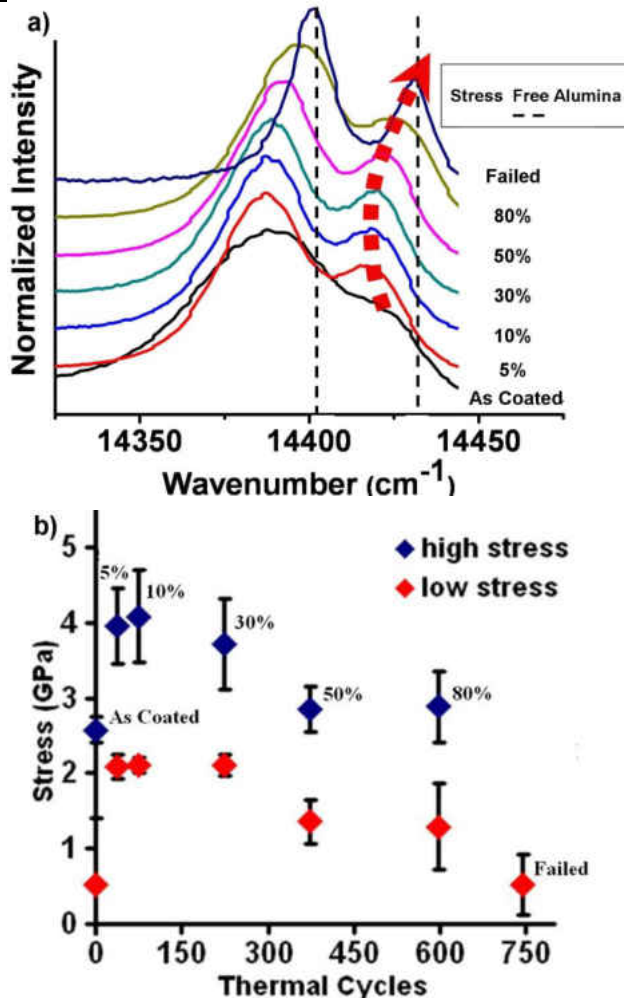 a)
Normalized Intensity
Stress Free Alumina
Failed
80%
50%
30%
10%
5%
As Coated
14350 14400 14450
Wavenumber (cm⁻¹)
b)
Stress (GPa)
5
4
3
2
1
0
high stress
low stress
5%
10%
30%
50%
80%
As Coated
Failed
0 150 300 450 600 750
Thermal Cycles